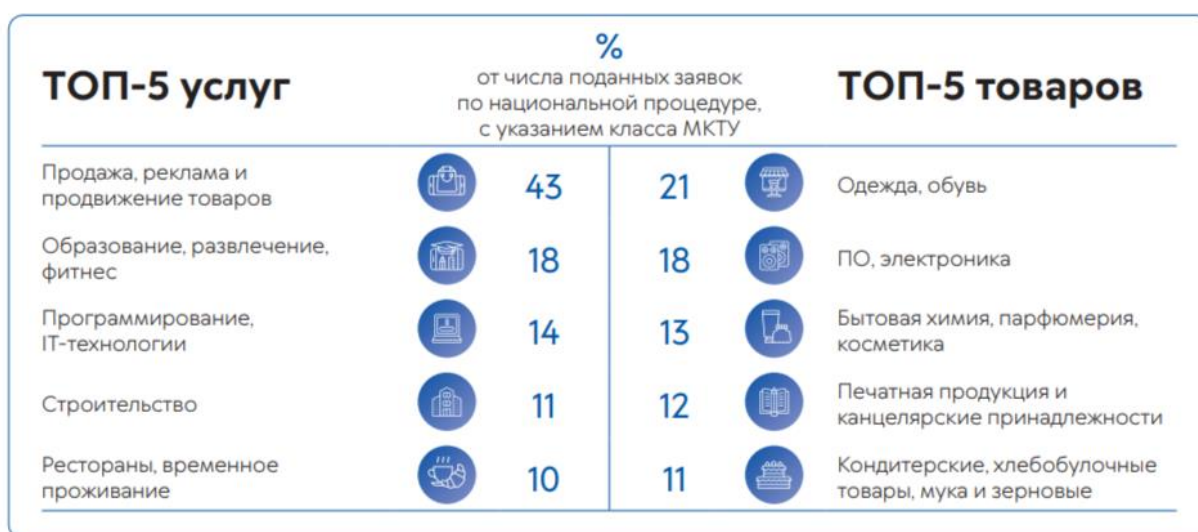 ТОП-5 услуг
%
от числа поданных заявок
по национальной процедуре,
с указанием класса МКТУ
ТОП-5 товаров
Продажа, реклама и
продвижение товаров
43
21
Одежда, обувь
Образование, развлечение,
фитнес
18
18
ПО, электроника
Программирование,
IT-технологии
14
13
Бытовая химия, парфюмерия,
косметика
Строительство
11
12
Печатная продукция и
канцелярские принадлежности
Рестораны, временное
проживание
10
11
Кондитерские, хлебобулочные
товары, мука и зерновые